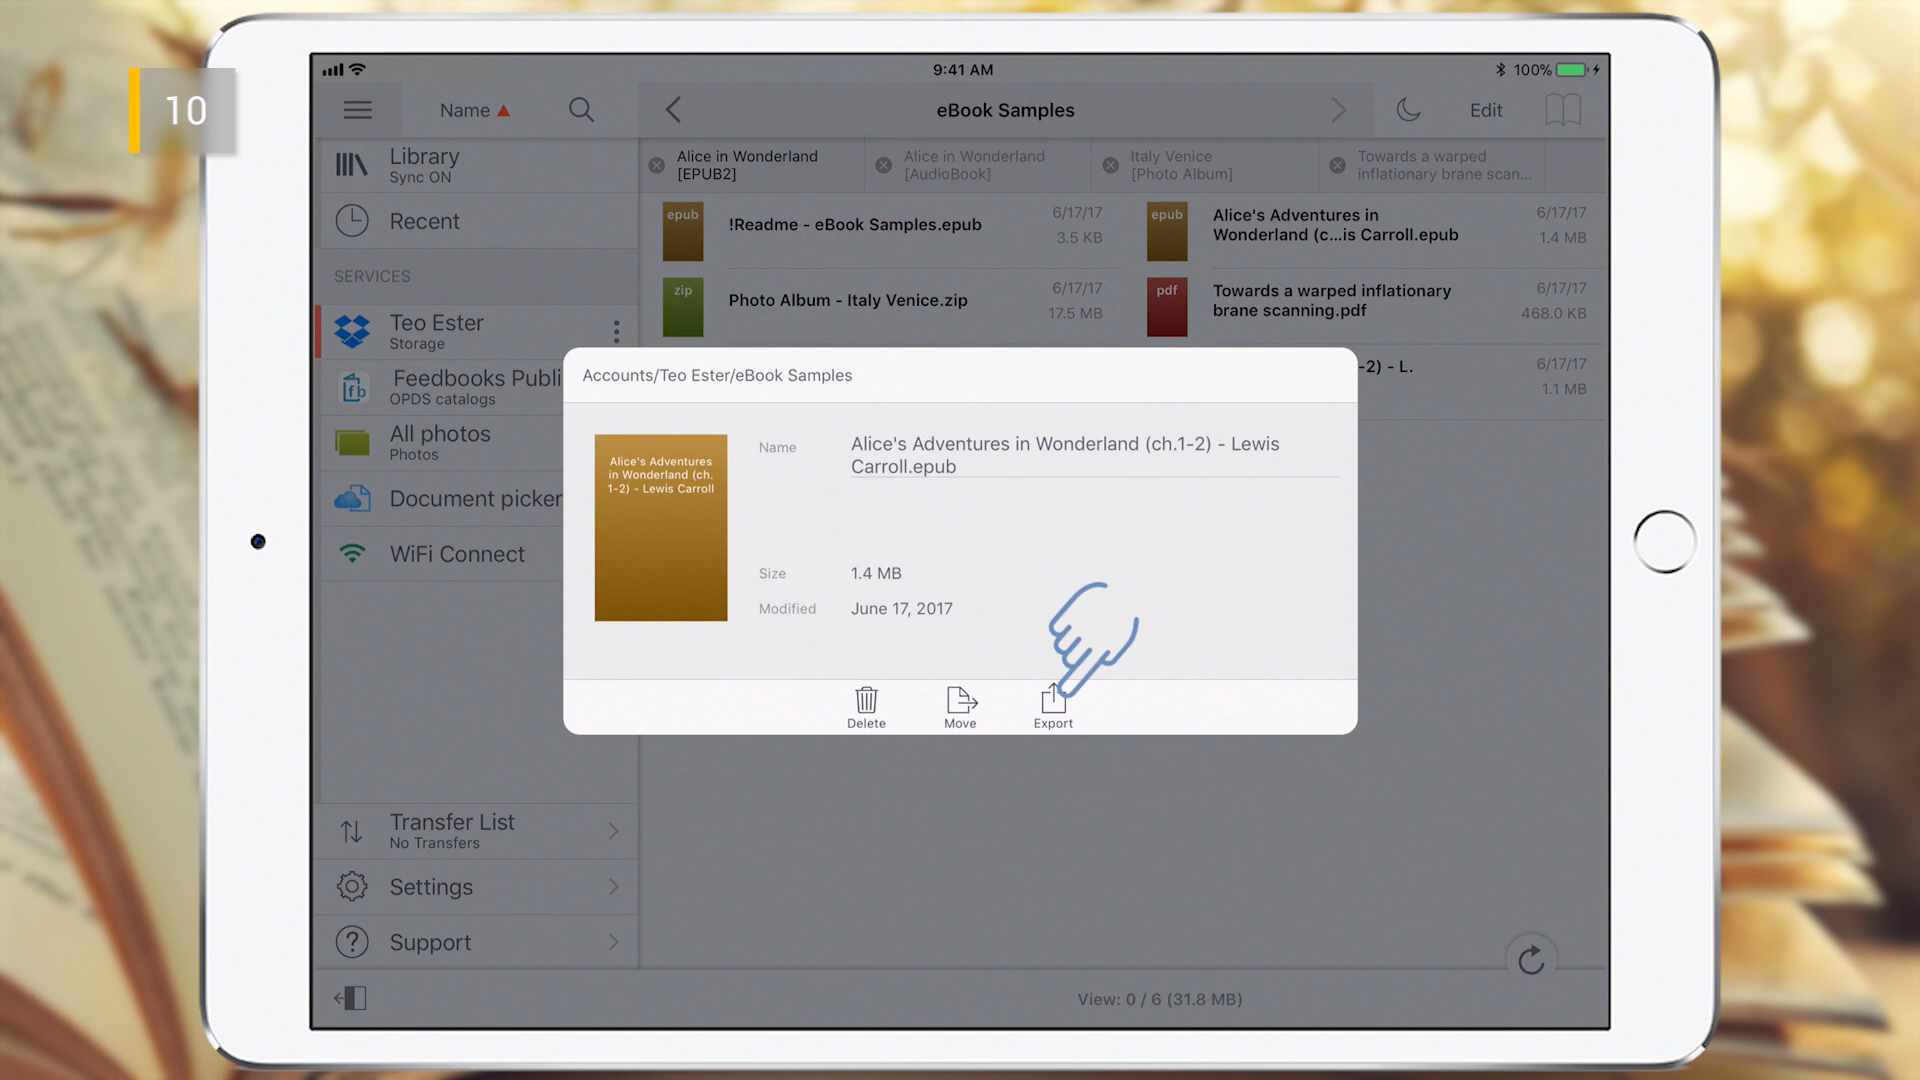 10
9:41 AM
100%
Name
eBook Samples
Edit
Library
Sync ON
Recent
SERVICES
Teo Ester
Storage
Feedbooks Publi
OPDS catalogs
All photos
Photos
Document picker
WiFi Connect
Transfer List
No Transfers
Settings
Support
Alice in Wonderland
[EPUB2]
Alice in Wonderland
[AudioBook]
Italy Venice
[Photo Album]
Towards a warped
inflationary brane scan...
epub
!Readme - eBook Samples.epub
6/17/17
3.5 KB
epub
Alice's Adventures in
Wonderland (c...is Carroll.epub
6/17/17
1.4 MB
zip
Photo Album - Italy Venice.zip
6/17/17
17.5 MB
pdf
Towards a warped inflationary
brane scanning.pdf
6/17/17
468.0 KB
-2) - L.
6/17/17
1.1 MB
Accounts/Teo Ester/eBook Samples
Alice's Adventures
in Wonderland (ch.
1-2) - Lewis Carroll
Name
Alice's Adventures in Wonderland (ch.1-2) - Lewis
Carroll.epub
Size
1.4 MB
Modified
June 17, 2017
Delete
Move
Export
View: 0 / 6 (31.8 MB)